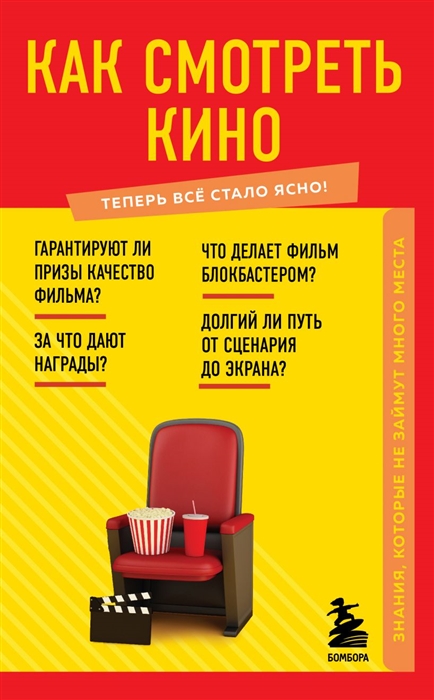 КАК СМОТРЕТЬ
КИНО
ТЕПЕРЬ ВСЁ СТАЛО ЯСНО!
ГАРАНТИРУЮТ ЛИ
ПРИЗЫ КАЧЕСТВО
ФИЛЬМА?
ЗА ЧТО ДАЮТ
НАГРАДЫ?
ЧТО ДЕЛАЕТ ФИЛЬМ
БЛОКБАСТЕРОМ?
ДОЛГИЙ ЛИ ПУТЬ
ОТ СЦЕНАРИЯ
ДО ЭКРАНА?
ЗНАНИЯ, КОТОРЫЕ НЕ ЗАЙМУТ МНОГО МЕСТА
БОМБОРА